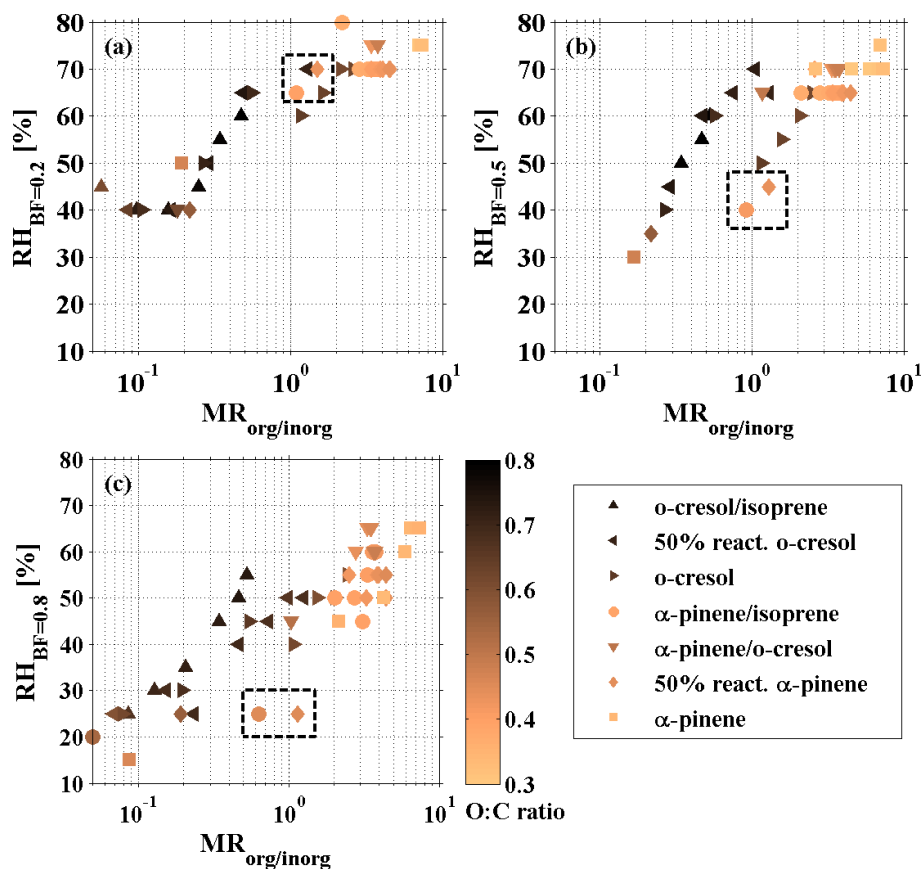 (a)
80
70
60
50
40
30
20
10
RH_BF=0.2 [%]
10^-1
10^0
10^1
MR_org/inorg
(b)
80
70
60
50
40
30
20
10
RH_BF=0.5 [%]
10^-1
10^0
10^1
MR_org/inorg
(c)
80
70
60
50
40
30
20
10
RH_BF=0.8 [%]
10^-1
10^0
10^1
MR_org/inorg
0.8
0.7
0.6
0.5
0.4
0.3
O:C ratio
o-cresol/isoprene
50% react. o-cresol
o-cresol
α-pinene/isoprene
α-pinene/o-cresol
50% react. α-pinene
α-pinene